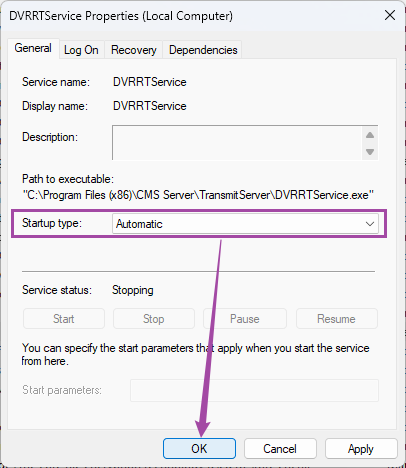 DVRRTService Properties (Local Computer)
General Log On Recovery Dependencies
Service name: DVRRTService
Display name: DVRRTService
Description:
Path to executable:
"C:\Program Files (x86)\CMS Server\TransmitServer\DVRRTService.exe"
Startup type: Automatic
Service status: Stopping
Start Stop Pause Resume
You can specify the start parameters that apply when you start the service
from here.
Start parameters:
OK Cancel Apply